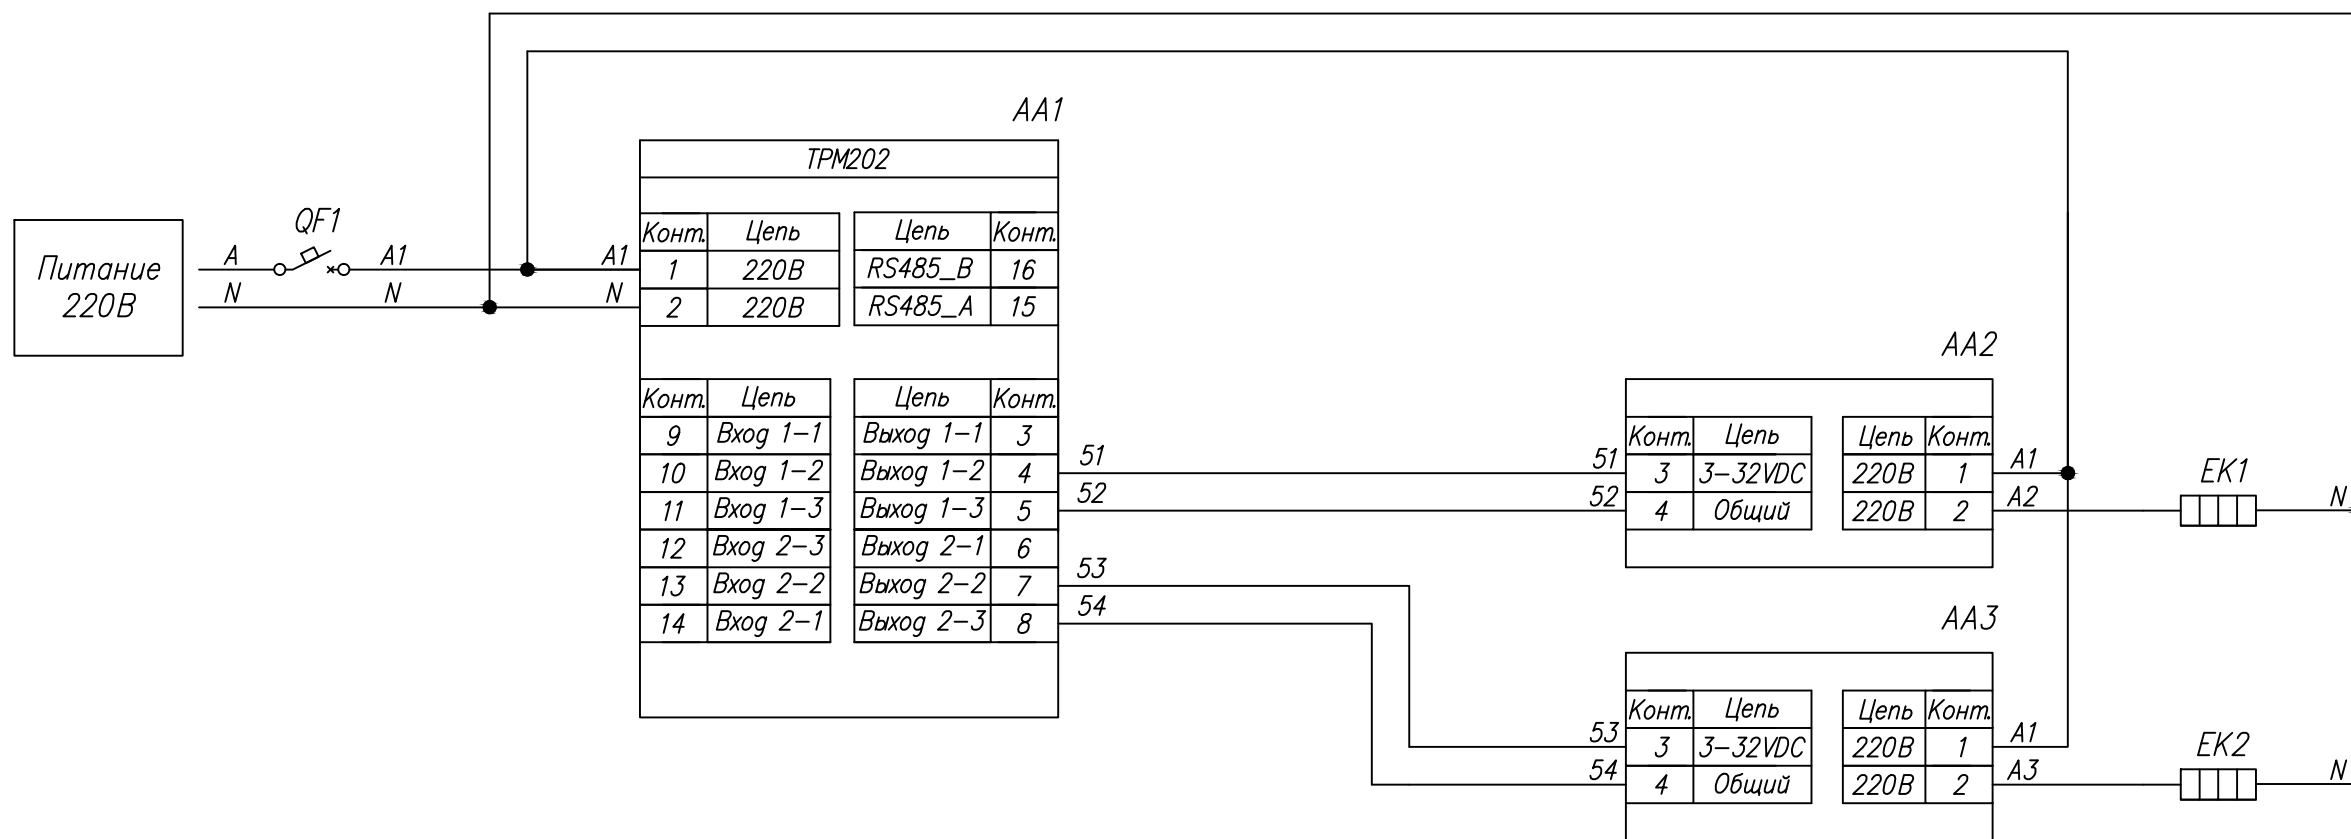 AA1
ТРМ202
Питание
220В
QF1
A A1 A1
N N N
Конт. Цепь Цепь Конт.
1 220В RS485_B 16
2 220В RS485_A 15
Конт. Цепь Цепь Конт.
9 Вход 1-1 Выход 1-1 3
10 Вход 1-2 Выход 1-2 4
11 Вход 1-3 Выход 1-3 5
12 Вход 2-3 Выход 2-1 6
13 Вход 2-2 Выход 2-2 7
14 Вход 2-1 Выход 2-3 8
51 51
52 52
53
54
AA2
Конт. Цепь Цепь Конт.
3 3-32VDC 220В 1 A1
4 Общий 220В 2 A2
EK1
N
AA3
Конт. Цепь Цепь Конт.
53 3 3-32VDC 220В 1 A1
54 4 Общий 220В 2 A3
EK2
N